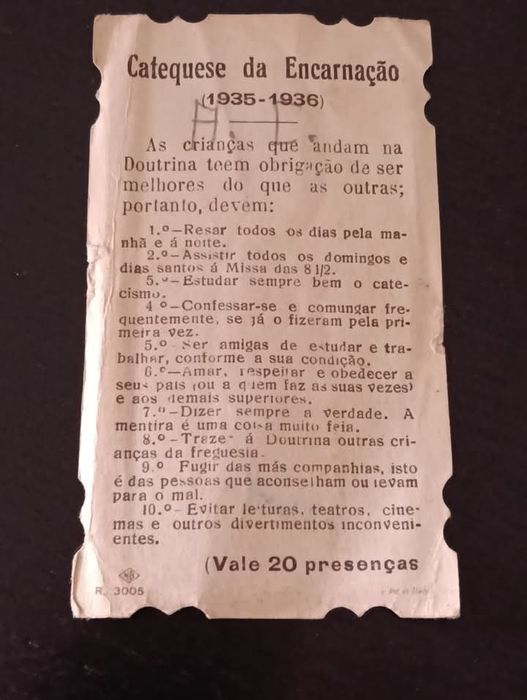 Catequese da Encarnação
(1935-1936)
A. F.
As crianças que andam na
Doutrina teem obrigação de ser
melhores do que as outras;
portanto, devem:
1.º—Resar todos os dias pela ma-
nhã e á noite.
2.º—Assistir todos os domingos e
dias santos á Missa das 8 1/2.
5.º—Estudar sempre bem o cate-
cismo.
4º—Confessar-se e comungar fre-
quentemente, se já o fizeram pela pri-
meira vez.
5.º Ser amigas de estudar e tra-
balhar, conforme a sua condição.
6.º—Amar, respeitar e obedecer a
seus pais (ou a quem faz as suas vezes)
e aos demais superiores.
7.º—Dizer sempre a verdade. A
mentira é uma coisa muito feia.
8.º—Traze á Doutrina outras cri-
anças da freguesia.
9.º Fugir das más companhias, isto
é das pessoas que aconselham ou levam
para o mal.
10.º—Evitar leituras, teatros, cine-
mas e outros divertimentos inconveni-
entes.
(Vale 20 presenças
NB
R. 3005